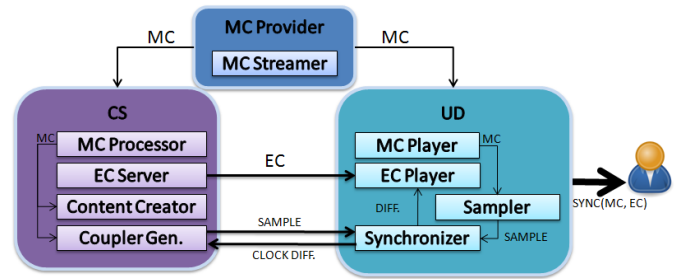 MC Provider
MC
MC
MC Streamer
CS
UD
MC
MC Processor
MC Player
MC
EC
EC Server
EC Player
Content Creator
DIFF.
Sampler
SYNC(MC, EC)
SAMPLE
Coupler Gen.
Synchronizer
SAMPLE
CLOCK DIFF.